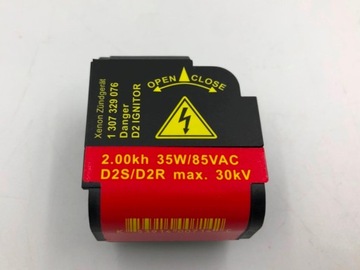 OPEN CLOSE
Xenon Zündgerät
1 307 329 076
Danger
D2 IGNITOR
2.00kh 35W/85VAC
D2S/D2R max. 30kV